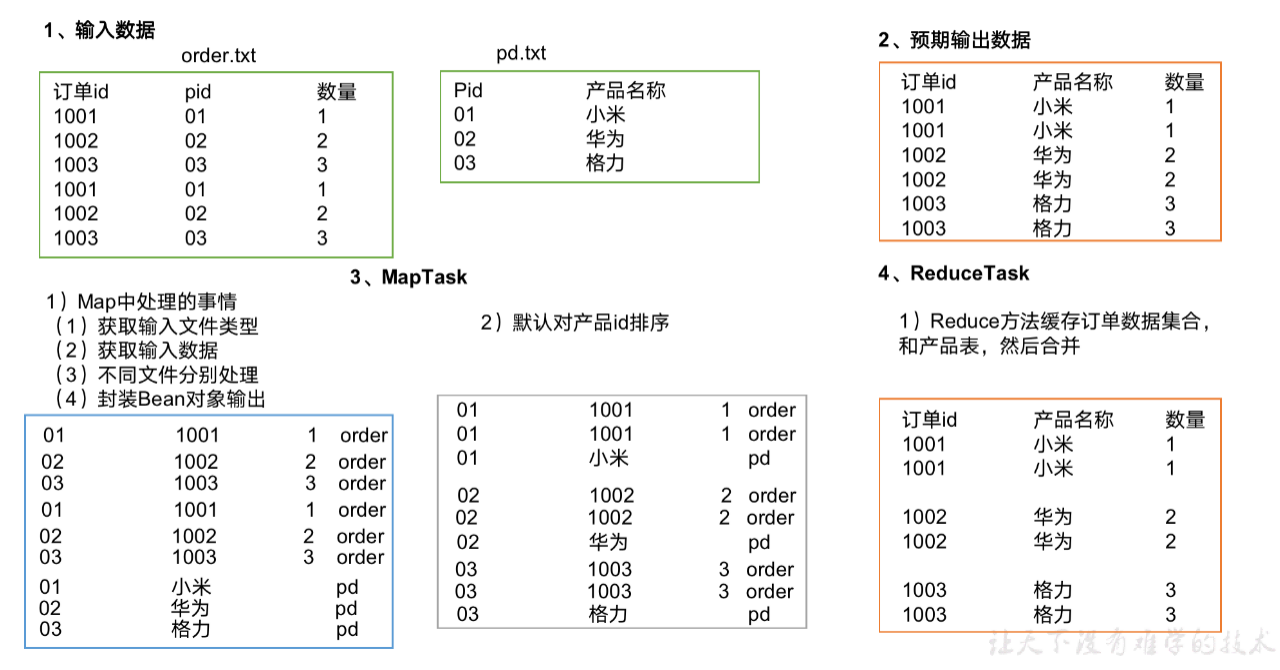 1、输入数据
order.txt
订单id pid 数量
1001 01 1
1002 02 2
1003 03 3
1001 01 1
1002 02 2
1003 03 3
pd.txt
Pid 产品名称
01 小米
02 华为
03 格力
2、预期输出数据
订单id 产品名称 数量
1001 小米 1
1001 小米 1
1002 华为 2
1002 华为 2
1003 格力 3
1003 格力 3
3、MapTask
1）Map中处理的事情
（1）获取输入文件类型
（2）获取输入数据
（3）不同文件分别处理
（4）封装Bean对象输出
01 1001 1 order
02 1002 2 order
03 1003 3 order
01 1001 1 order
02 1002 2 order
03 1003 3 order
01 小米 pd
02 华为 pd
03 格力 pd
2）默认对产品id排序
01 1001 1 order
01 1001 1 order
01 小米 pd
02 1002 2 order
02 1002 2 order
02 华为 pd
03 1003 3 order
03 1003 3 order
03 格力 pd
4、ReduceTask
1）Reduce方法缓存订单数据集合，
和产品表，然后合并
订单id 产品名称 数量
1001 小米 1
1001 小米 1
1002 华为 2
1002 华为 2
1003 格力 3
1003 格力 3
让天下没有难学的技术